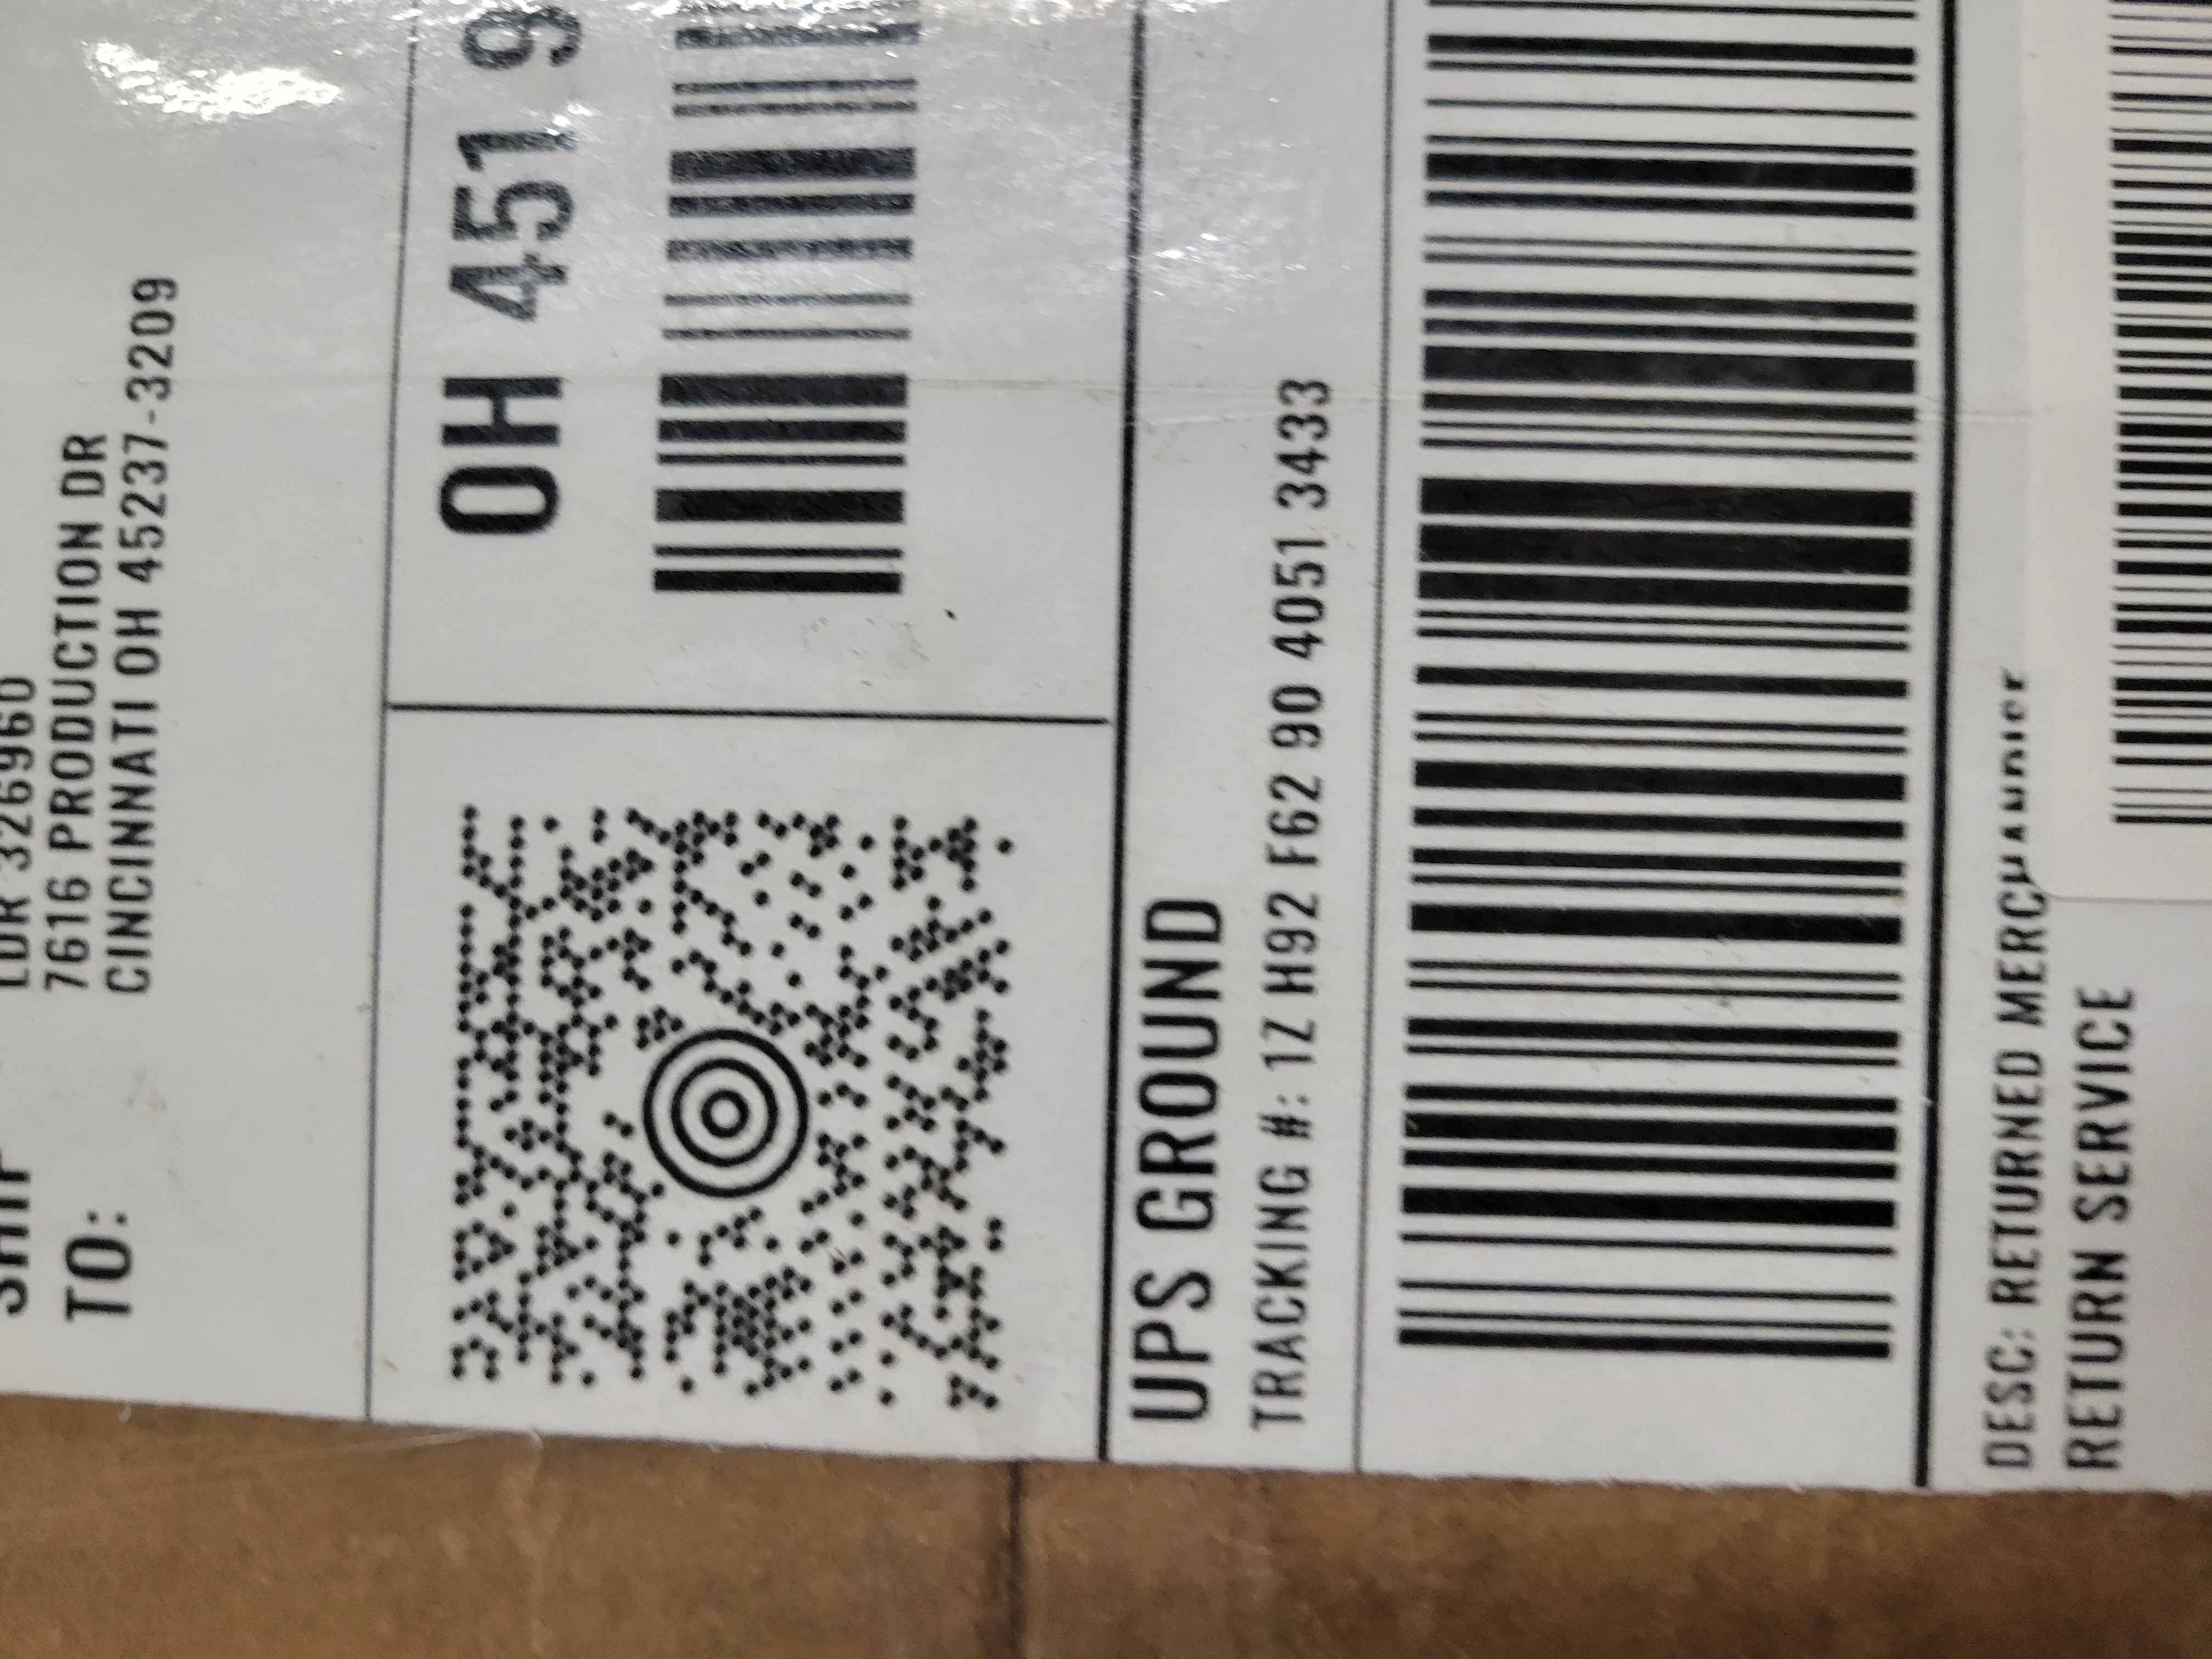 LDR 326960
7616 PRODUCTION DR
CINCINNATI OH 45237-3209
TO:
OH 451 9
UPS GROUND
TRACKING #: 1Z H92 F62 90 4051 3433
DESC: RETURNED
RETURN SERVICE